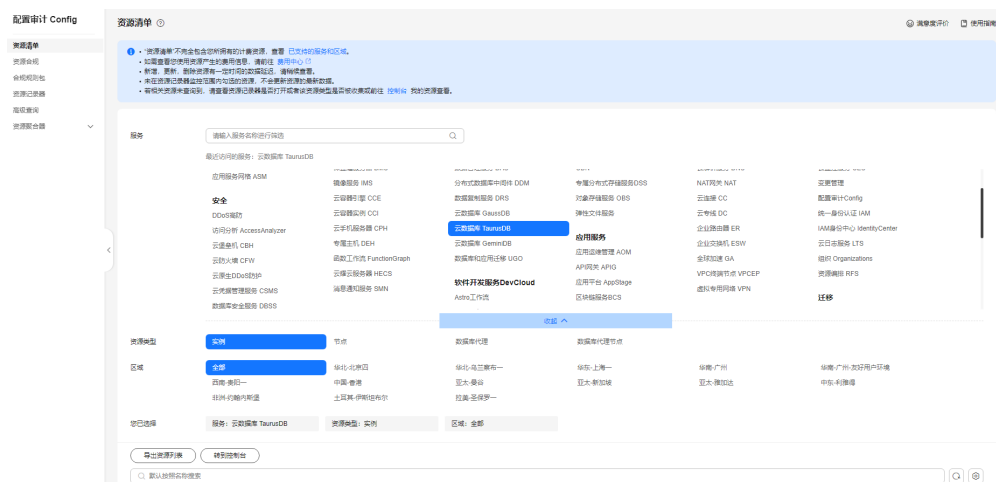 配置审计 Config
资源清单
资源合规
合规规则包
资源记录器
高级查询
资源聚合器
资源清单
满意度评价
使用指南
"资源清单"不完全包含您所拥有的计费资源，查看 已支持的服务和区域。
如需查看您使用资源产生的费用信息，请前往 费用中心
新增、更新、删除资源有一定时间的数据延迟，请稍候查看。
未在资源记录器监控范围内勾选的资源，不会更新资源的最新数据。
若相关资源未查询到，请查看资源记录器是否打开或者该资源类型是否被收集或前往 控制台 我的资源查看。
服务
请输入服务名称进行筛选
最近访问的服务：云数据库 TaurusDB
应用服务网格 ASM
安全
DDoS高防
访问分析 AccessAnalyzer
云堡垒机 CBH
云防火墙 CFW
云原生DDoS防护
云凭据管理服务 CSMS
数据库安全服务 DBSS
镜像服务 IMS
云容器引擎 CCE
云容器实例 CCI
云手机服务器 CPH
专属主机 DEH
函数工作流 FunctionGraph
云耀云服务器 HECS
消息通知服务 SMN
分布式数据库中间件 DDM
数据复制服务 DRS
云数据库 GaussDB
云数据库 TaurusDB
云数据库 GeminiDB
数据库和应用迁移 UGO
软件开发服务DevCloud
Astro工作流
专属分布式存储服务DSS
对象存储服务 OBS
弹性文件服务
应用服务
应用运维管理 AOM
API网关 APIG
应用平台 AppStage
区块链服务BCS
NAT网关 NAT
云连接 CC
云专线 DC
企业路由器 ER
企业交换机 ESW
全球加速 GA
VPC终端节点 VPCEP
虚拟专用网络 VPN
变更管理
配置审计Config
统一身份认证 IAM
IAM身份中心 IdentityCenter
云日志服务 LTS
组织 Organizations
资源编排 RFS
迁移
收起
资源类型
实例
节点
数据库代理
数据库代理节点
区域
全部
华北-北京四
华北-乌兰察布一
华东-上海一
华南-广州
华南-广州-友好用户环境
西南-贵阳一
中国-香港
亚太-曼谷
亚太-新加坡
亚太-雅加达
中东-利雅得
非洲-约翰内斯堡
土耳其-伊斯坦布尔
拉美-圣保罗一
您已选择
服务：云数据库 TaurusDB
资源类型：实例
区域：全部
导出资源列表
转到控制台
默认按照名称搜索